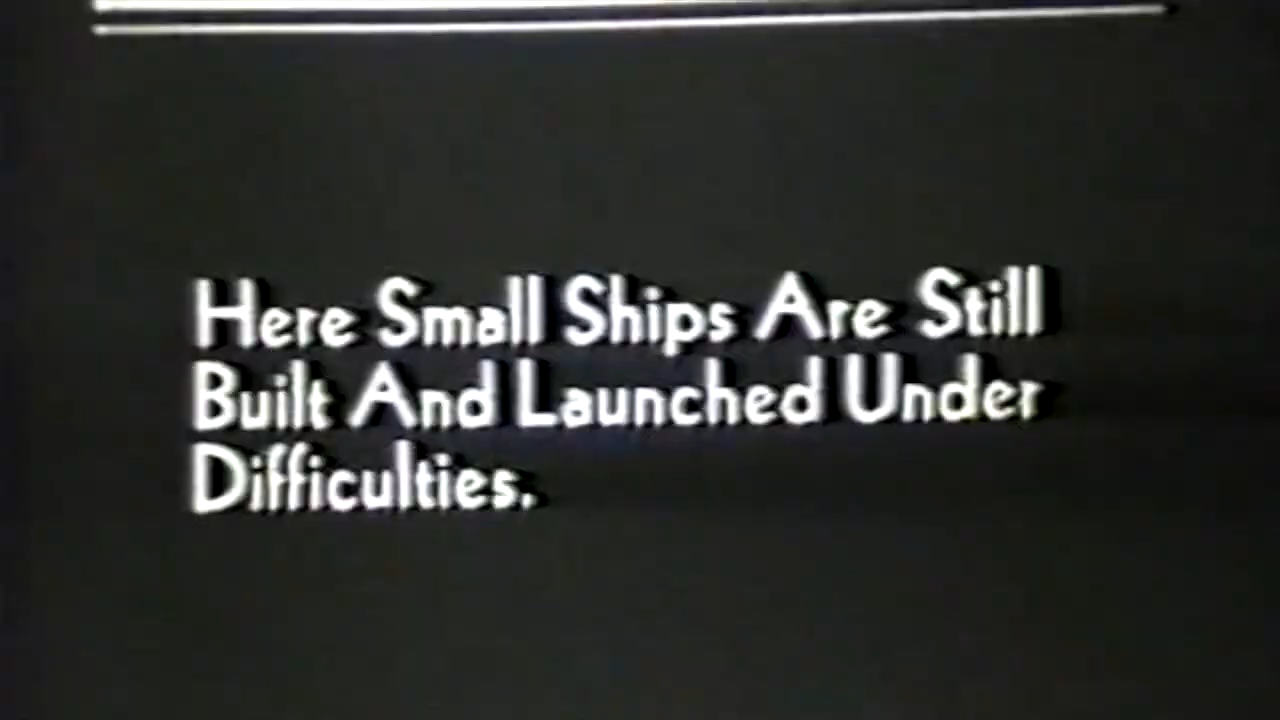 Here Small Ships Are Still
Built And Launched Under
Difficulties.